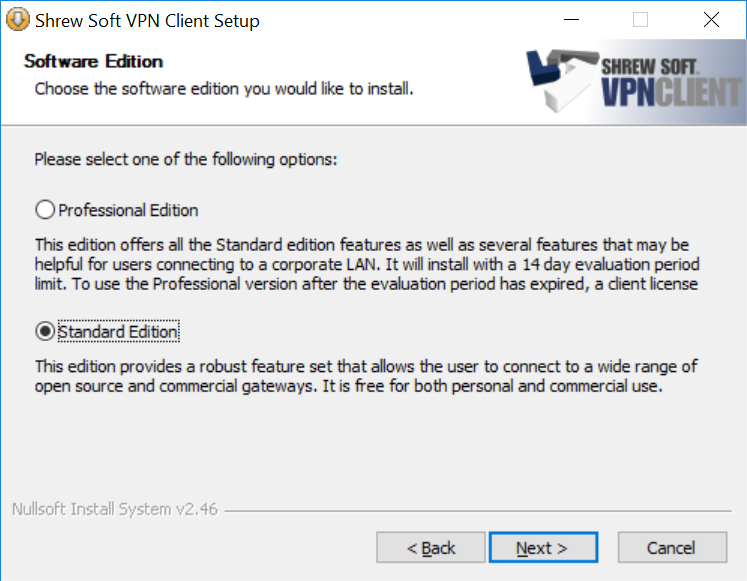 Shrew Soft VPN Client Setup
Software Edition
Choose the software edition you would like to install.
SHREW SOFT
VPNCLIENT
Please select one of the following options:
Professional Edition
This edition offers all the Standard edition features as well as several features that may be
helpful for users connecting to a corporate LAN. It will install with a 14 day evaluation period
limit. To use the Professional version after the evaluation period has expired, a client license
Standard Edition
This edition provides a robust feature set that allows the user to connect to a wide range of
open source and commercial gateways. It is free for both personal and commercial use.
Nullsoft Install System v2.46
< Back
Next >
Cancel